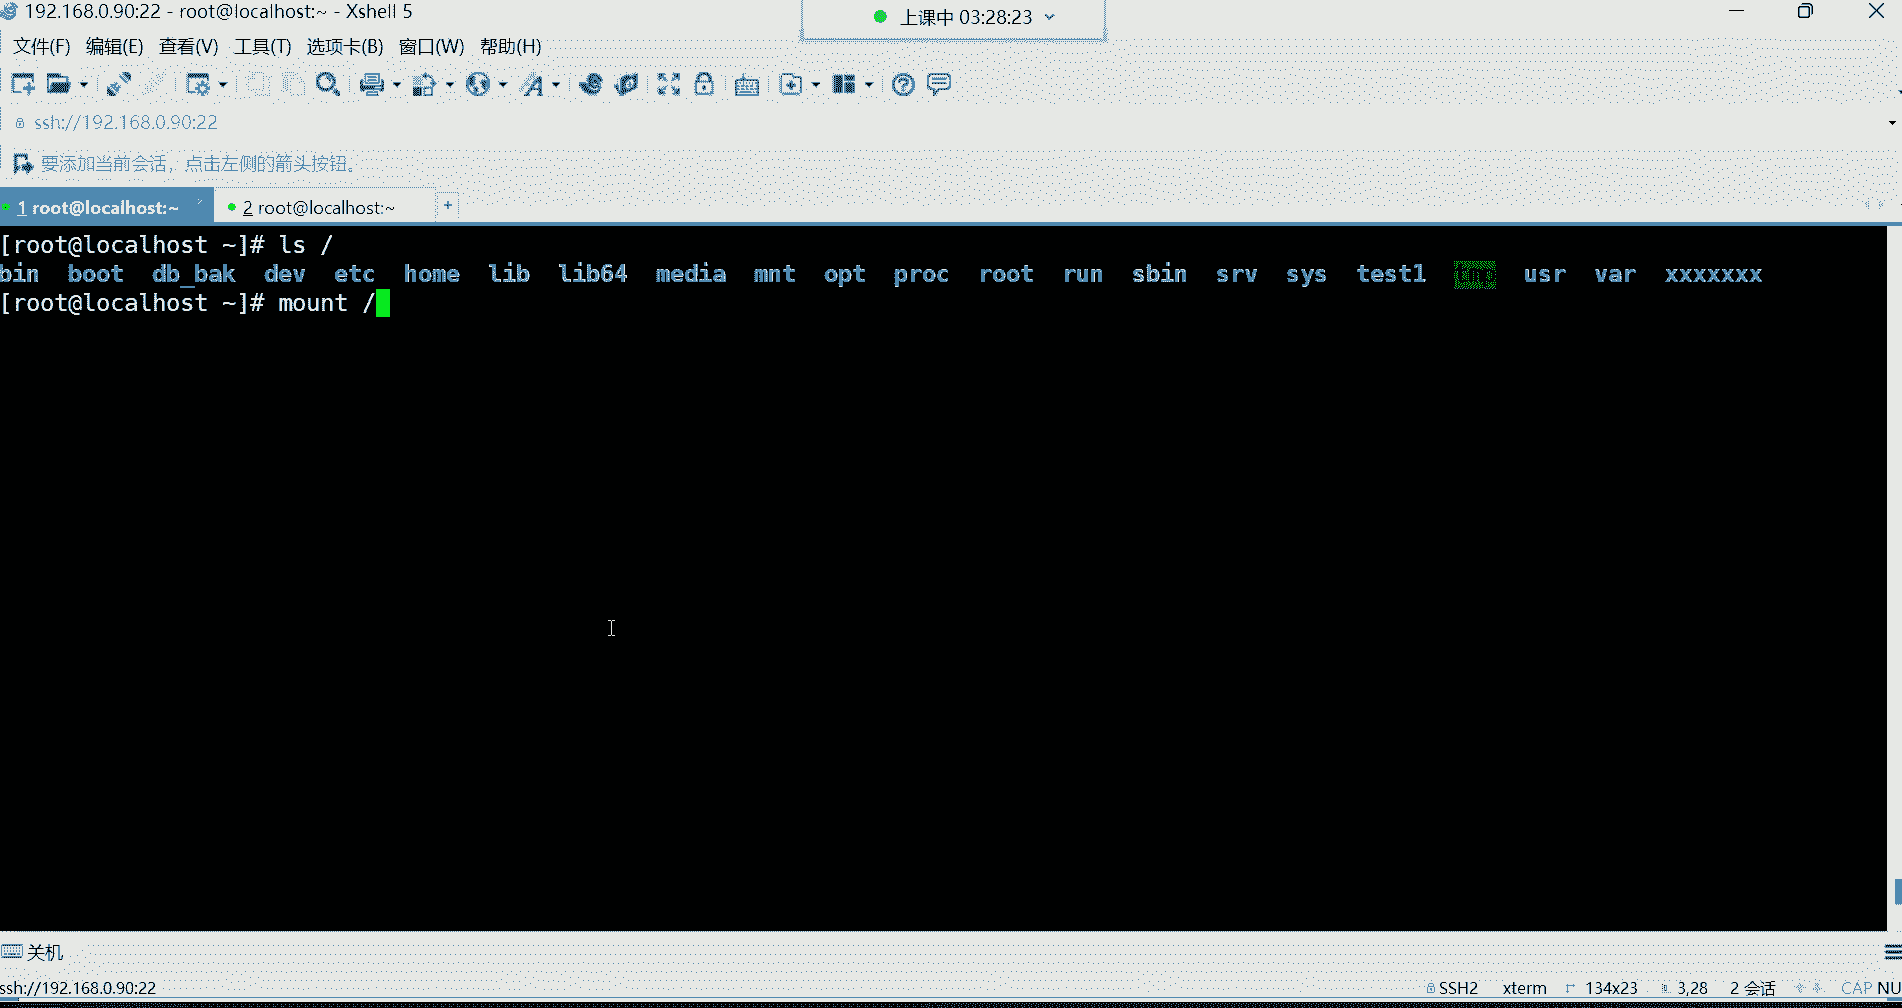 192.168.0.90:22 - root@localhost:~ - Xshell 5
上课中 03:28:23
文件(F) 编辑(E) 查看(V) 工具(T) 选项卡(B) 窗口(W) 帮助(H)
ssh://192.168.0.90:22
要添加当前会话，点击左侧的箭头按钮。
1 root@localhost:~ 2 root@localhost:~ +
[root@localhost ~]# ls /
bin boot db_bak dev etc home lib lib64 media mnt opt proc root run sbin srv sys test1 tmp usr var xxxxxxx
[root@localhost ~]# mount /
关机
ssh://192.168.0.90:22 SSH2 xterm 134x23 3,28 2 会话 CAP NU